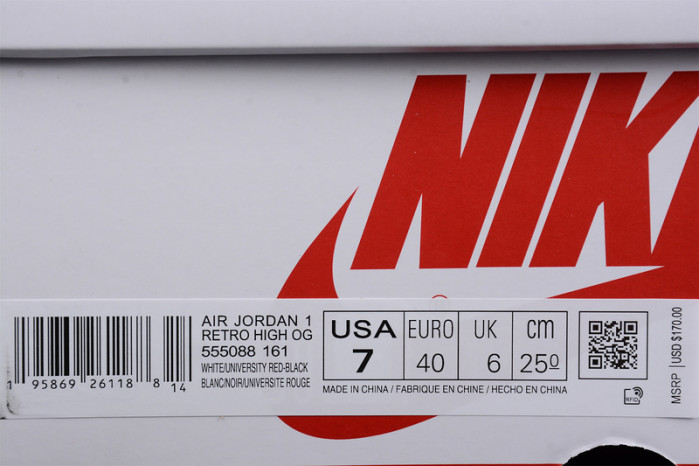 NIKE
AIR JORDAN 1
RETRO HIGH OG
555088 161
WHITE/UNIVERSITY RED-BLACK
BLANC/NOIR/UNIVERSITE ROUGE
1 95869 26118 8 14
USA EURO UK cm
7 40 6 25.0
MADE IN CHINA / FABRIQUE EN CHINE / HECHO EN CHINA
RFID
MSRP | USD $170.00